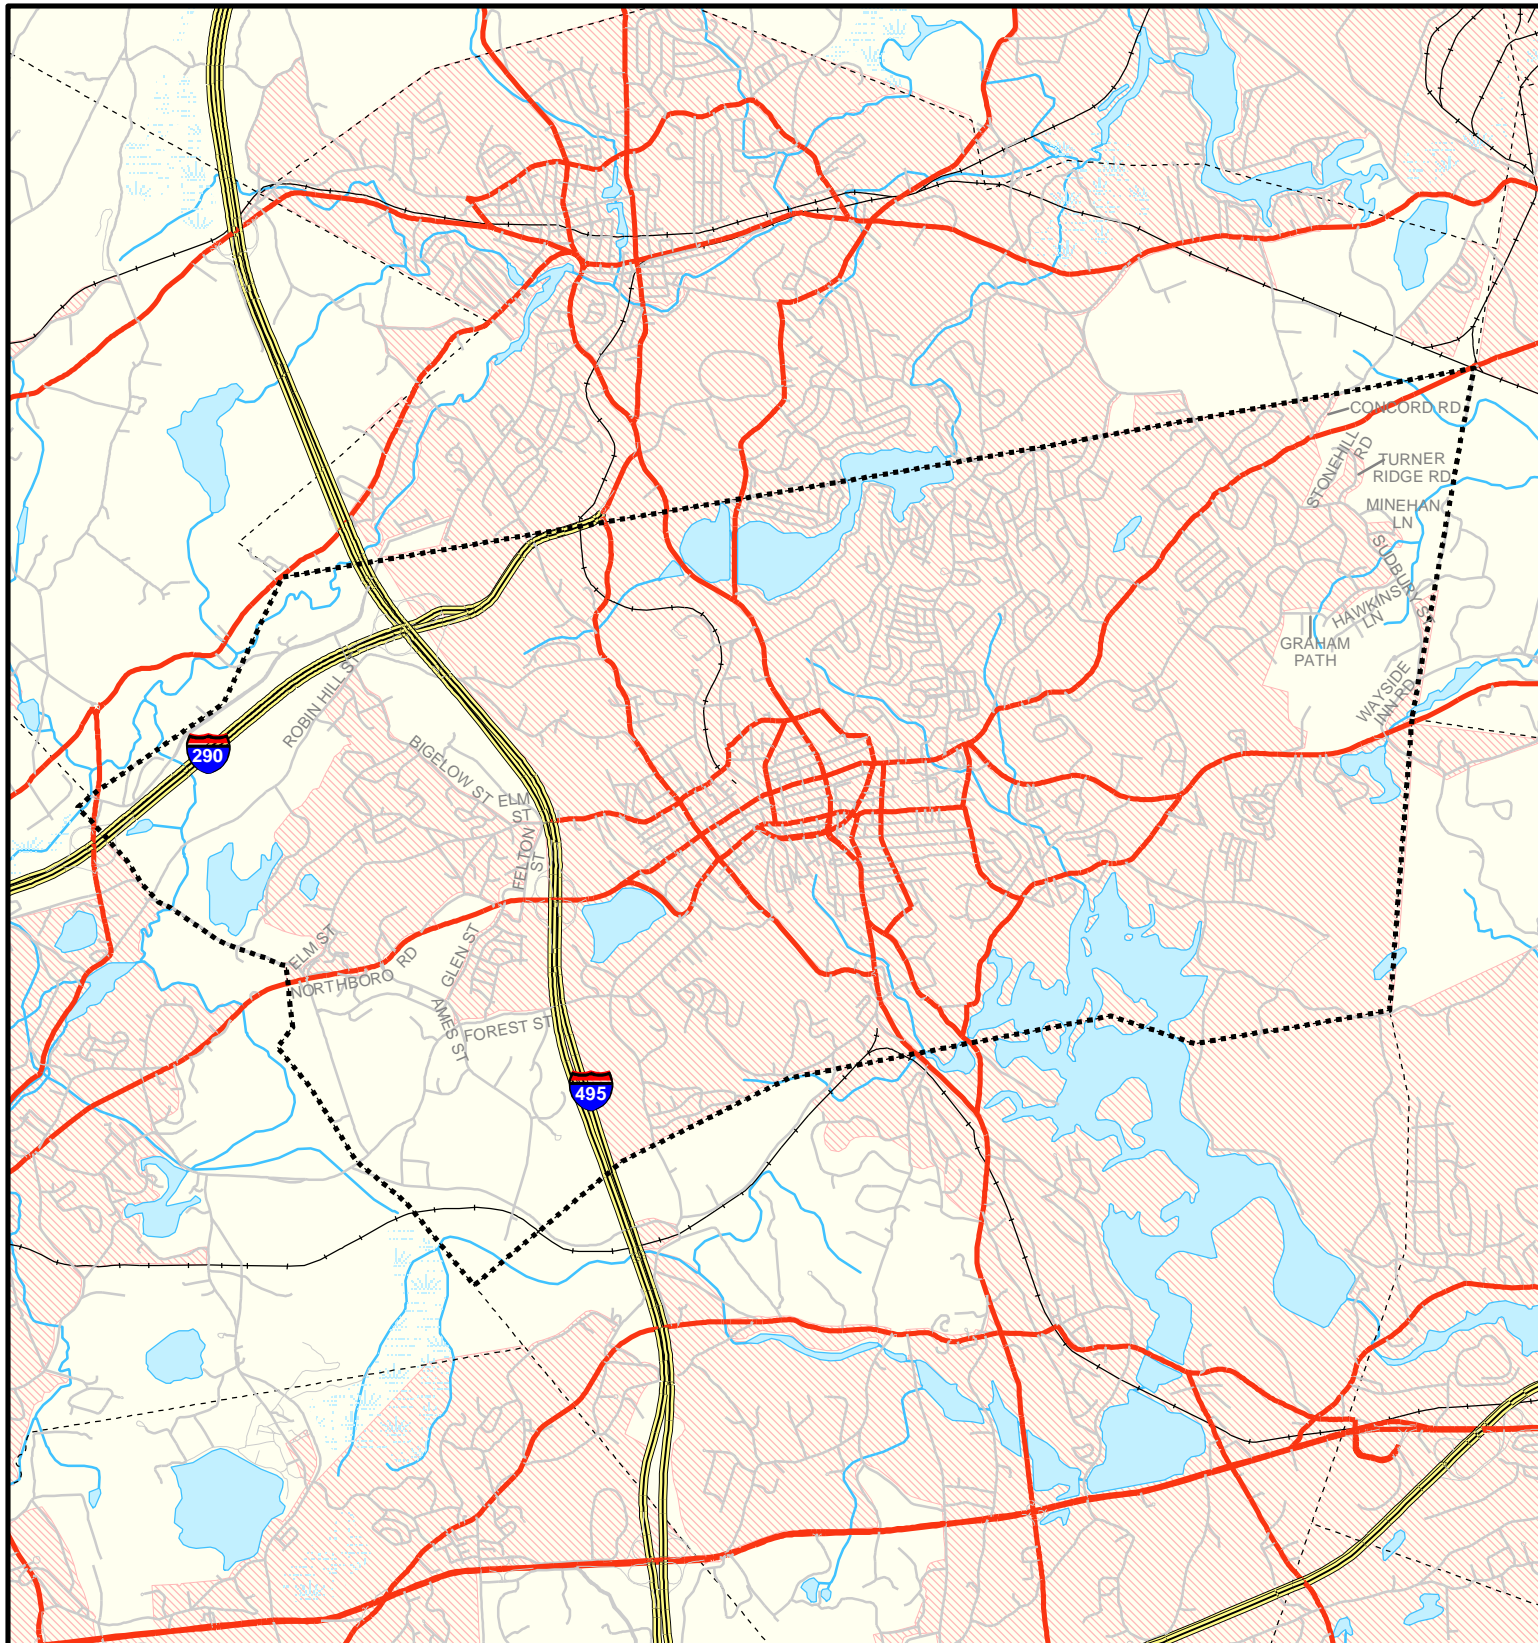 CONCORD RD
STONEHILL
RD
TURNER
RIDGE RD
MINEHAN
LN
SUDBURY ST
HAWKINS
LN
GRAHAM
PATH
WAYSIDE
INN RD
ROBIN HILL ST
290
BIGELOW ST
ELM
ST
FELTON
ST
ELM ST
NORTHBORO RD
GLEN ST
AMES ST
FOREST ST
495